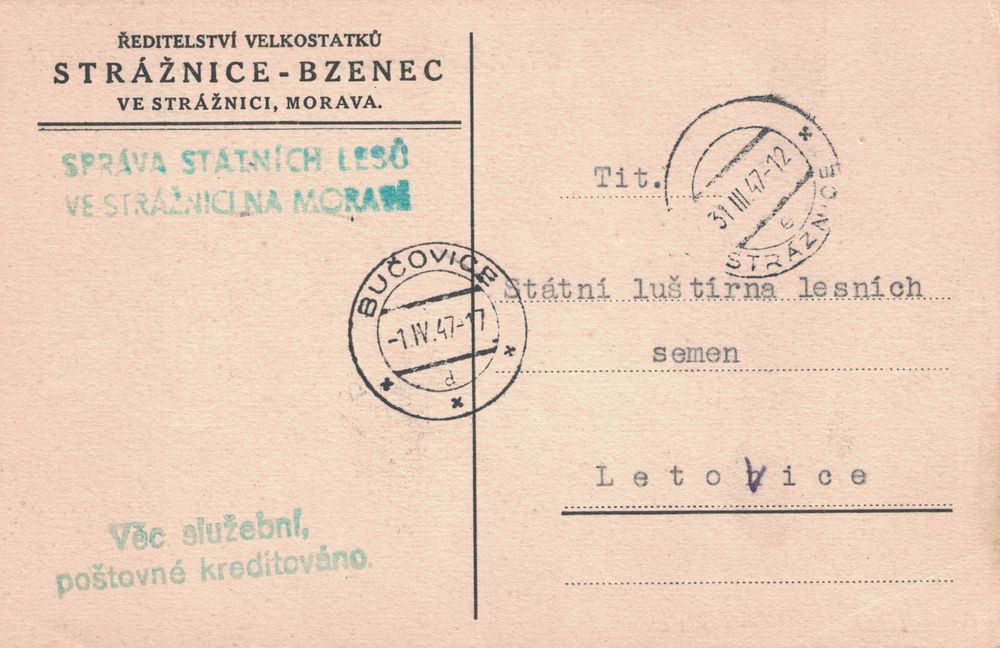 ŘEDITELSTVÍ VELKOSTATKŮ
STRÁŽNICE-BZENEC
VE STRÁŽNICI, MORAVA.
SPRÁVA STÁTNÍCH LESŮ
VE STRÁŽNICI NA MORAVĚ
Tit.
31 III 47-12
e
STRÁŽNICE
BUČOVICE
-1.IV.47-17
d
Státní luštírna lesních
semen
Letovice
Věc služební,
poštovné kreditováno.